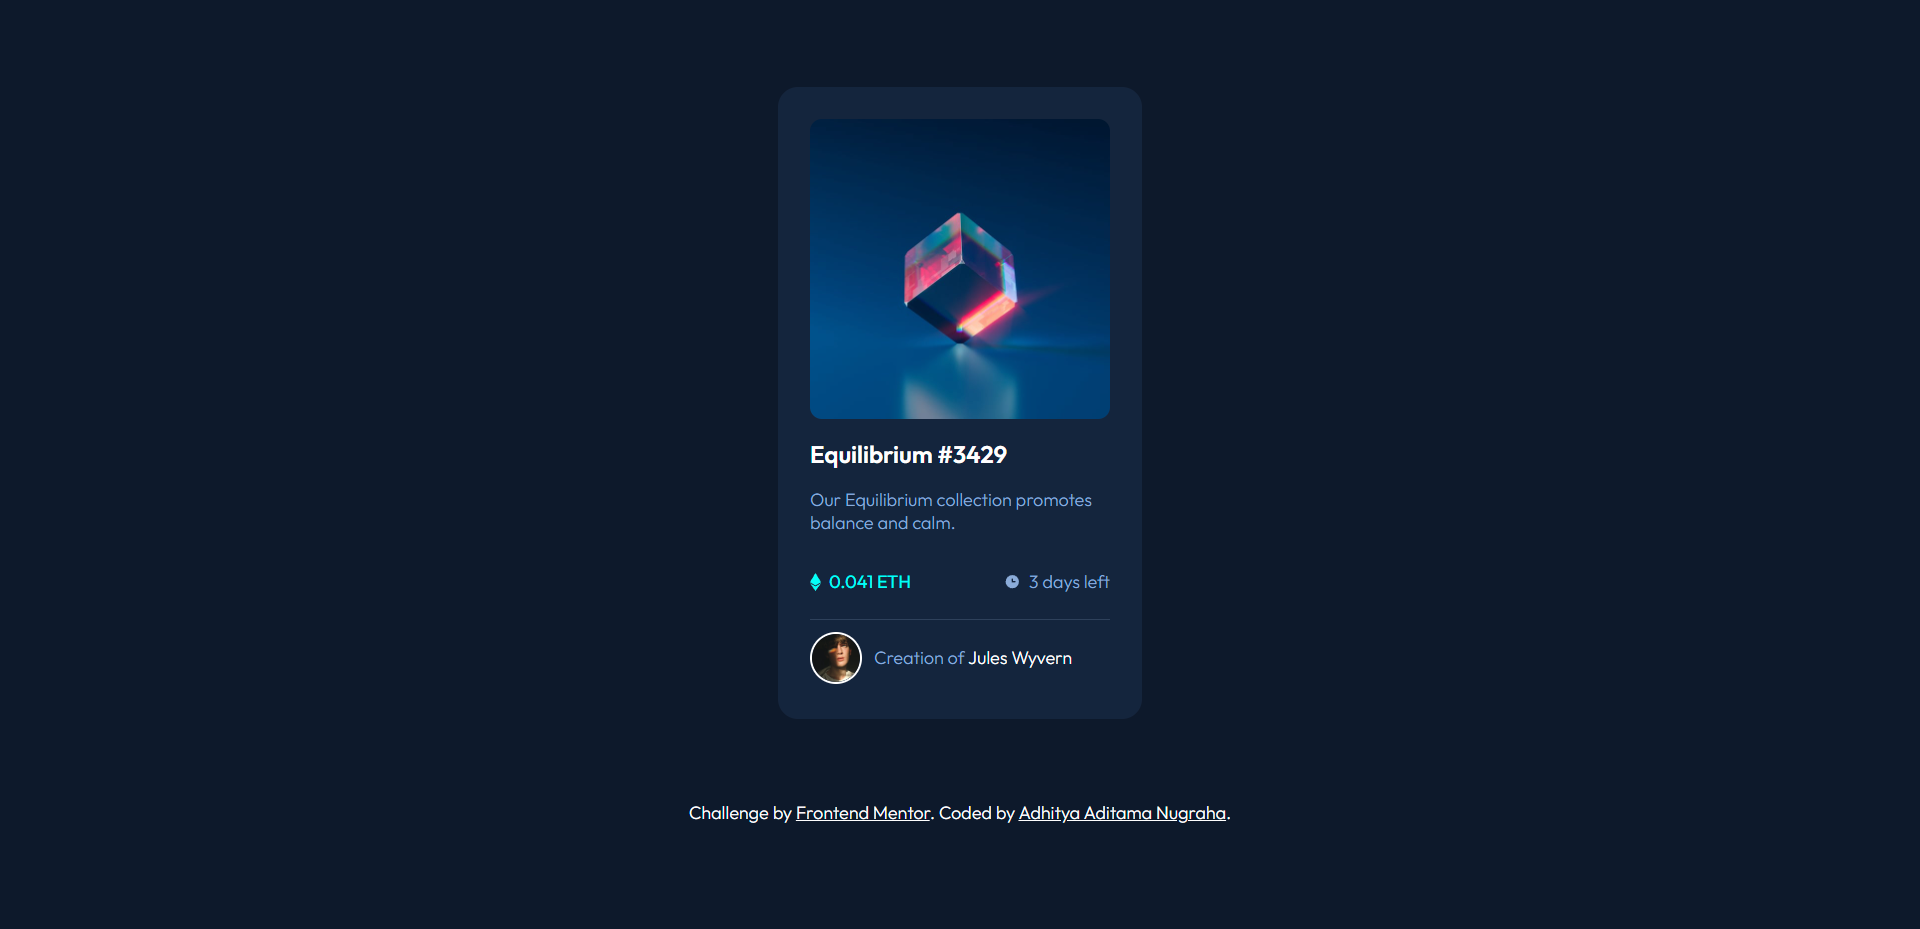 Equilibrium #3429
Our Equilibrium collection promotes
balance and calm.
0.041 ETH
3 days left
Creation of Jules Wyvern
Challenge by Frontend Mentor. Coded by Adhitya Aditama Nugraha.